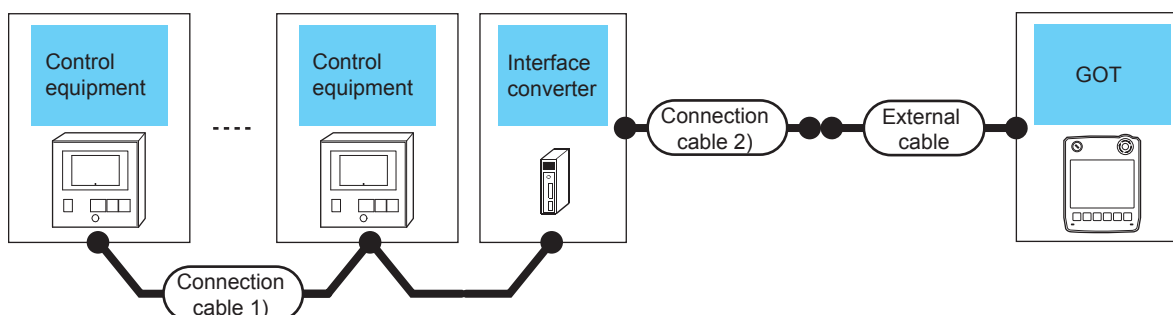 Control
equipment
Control
equipment
Interface
converter
GOT
Connection
cable 2)
External
cable
Connection
cable 1)